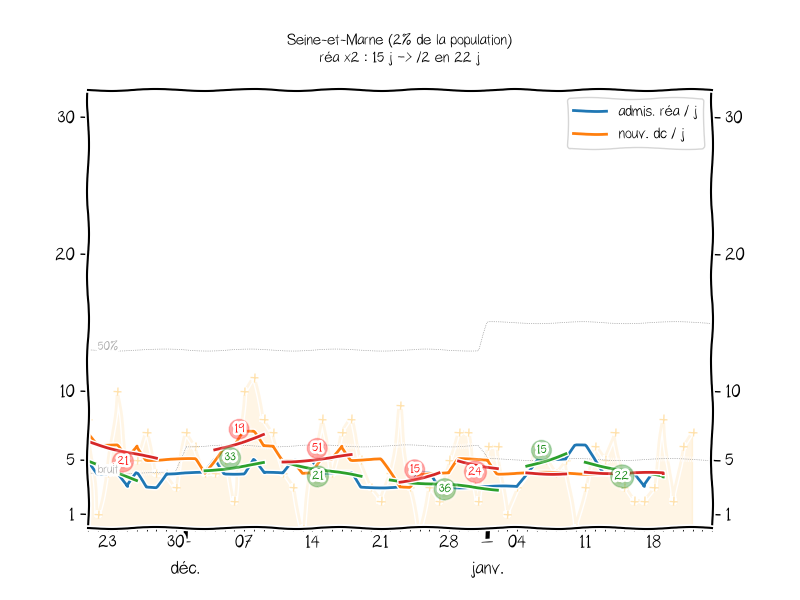 Seine-et-Marne (2% de la population)
réa x2 : 15 j -> /2 en 22 j
admis. réa / j
nouv. dc / j
30 30
20 20
50%
10 10
19
51
15
33
21
5 5
bruit
21
15
24
22
36
1 1
23 30 07 14 21 28 04 11 18
déc. janv.